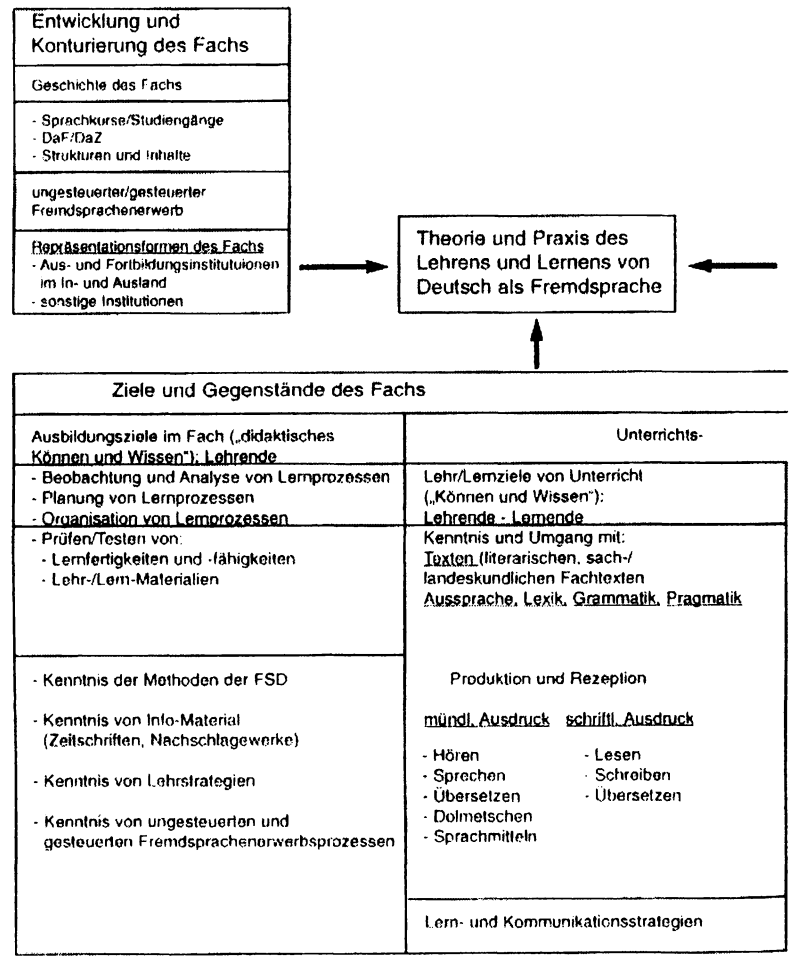 Entwicklung und
Konturierung des Fachs
Geschichte des Fachs
- Sprachkurse/Studiengänge
- DaF/DaZ
- Strukturen und Inhalte
ungesteuerter/gesteuerter
Fremdsprachenerwerb
Repräsentationsformen des Fachs
- Aus- und Fortbildungsinstitutuionen
im In- und Ausland
- sonstige Institutionen
Theorie und Praxis des
Lehrens und Lernens von
Deutsch als Fremdsprache
Ziele und Gegenstände des Fachs
Ausbildungsziele im Fach („didaktisches
Können und Wissen“): Lehrende
- Beobachtung und Analyse von Lernprozessen
- Planung von Lernprozessen
- Organisation von Lernprozessen
- Prüfen/Testen von:
- Lernfertigkeiten und -fähigkeiten
- Lehr-/Lern-Materialien
- Kenntnis der Methoden der FSD
- Kenntnis von Info-Material
(Zeitschriften, Nachschlagewerke)
- Kenntnis von Lehrstrategien
- Kenntnis von ungesteuerten und
gesteuerten Fremdsprachenerwerbsprozessen
Unterrichts-
Lehr/Lernziele von Unterricht
(„Können und Wissen“):
Lehrende - Lernende
Kenntnis und Umgang mit:
Texten (literarischen, sach-/
landeskundlichen Fachtexten
Aussprache, Lexik, Grammatik, Pragmatik
Produktion und Rezeption
mündl. Ausdruck schriftl. Ausdruck
- Hören - Lesen
- Sprechen - Schreiben
- Übersetzen - Übersetzen
- Dolmetschen
- Sprachmitteln
Lern- und Kommunikationsstrategien